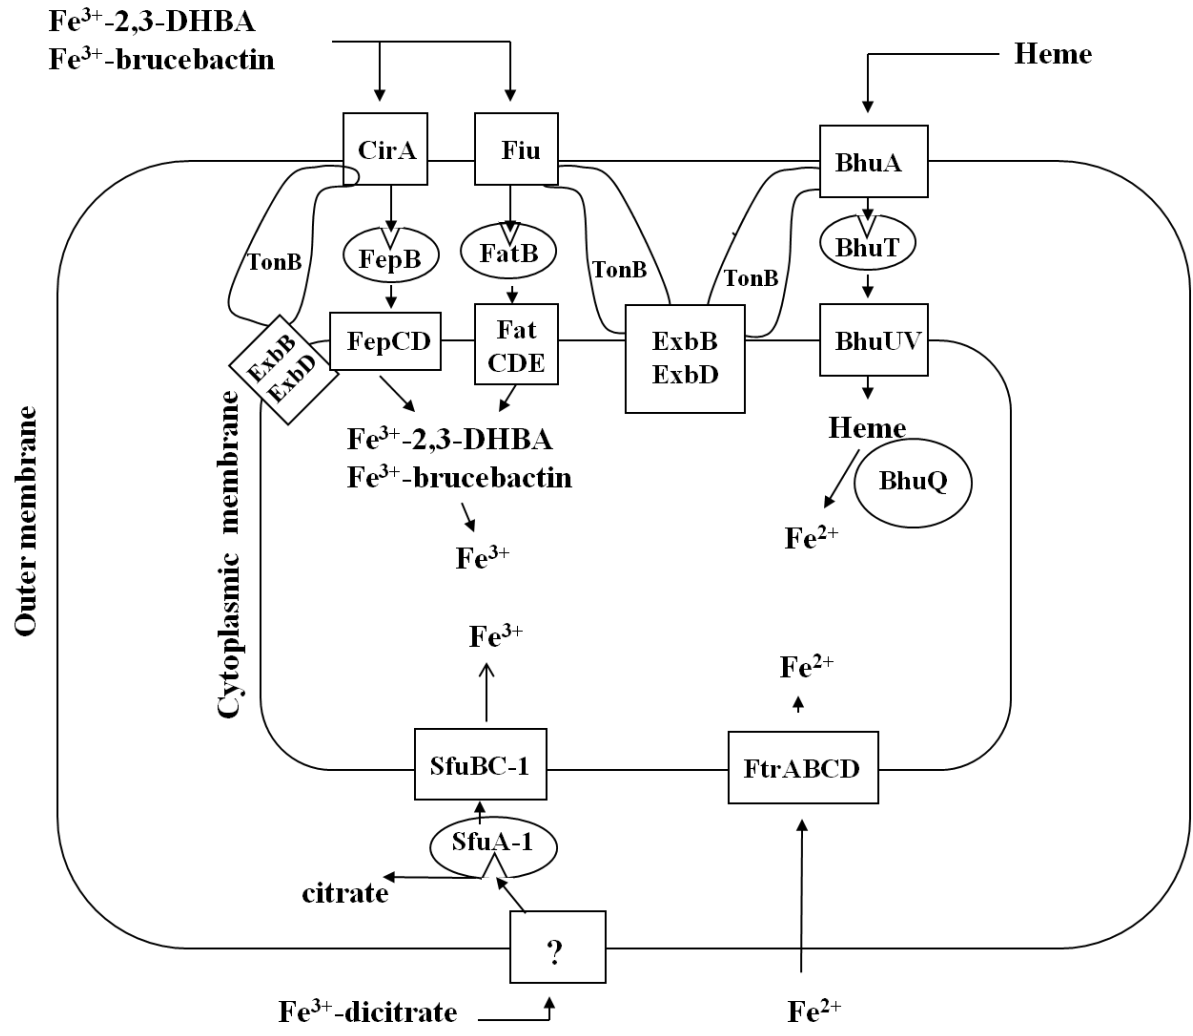 Fe³⁺-2,3-DHBA
Fe³⁺-brucebactin
Heme
CirA
Fiu
BhuA
TonB
FepB
FatB
TonB
TonB
BhuT
ExbB
ExbD
FepCD
Fat
CDE
ExbB
ExbD
BhuUV
Outer membrane
Cytoplasmic membrane
Fe³⁺-2,3-DHBA
Fe³⁺-brucebactin
Fe³⁺
Heme
BhuQ
Fe²⁺
Fe³⁺
Fe²⁺
SfuBC-1
FtrABCD
SfuA-1
citrate
?
Fe³⁺-dicitrate
Fe²⁺